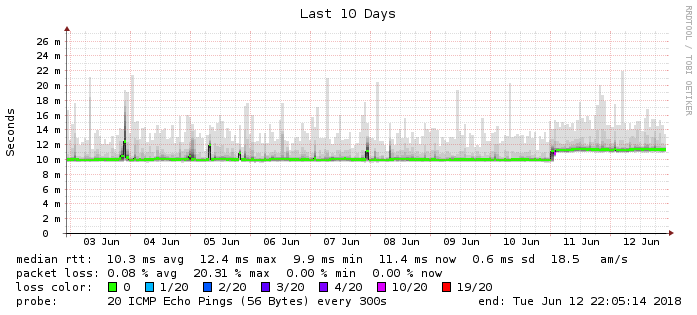 Last 10 Days
RRDTOOL / TOBI OETIKER
Seconds
26 m
24 m
22 m
20 m
18 m
16 m
14 m
12 m
10 m
8 m
6 m
4 m
2 m
0
03 Jun 04 Jun 05 Jun 06 Jun 07 Jun 08 Jun 09 Jun 10 Jun 11 Jun 12 Jun
median rtt: 10.3 ms avg 12.4 ms max 9.9 ms min 11.4 ms now 0.6 ms sd 18.5 am/s
packet loss: 0.08 % avg 20.31 % max 0.00 % min 0.00 % now
loss color: 0 1/20 2/20 3/20 4/20 10/20 19/20
probe: 20 ICMP Echo Pings (56 Bytes) every 300s end: Tue Jun 12 22:05:14 2018